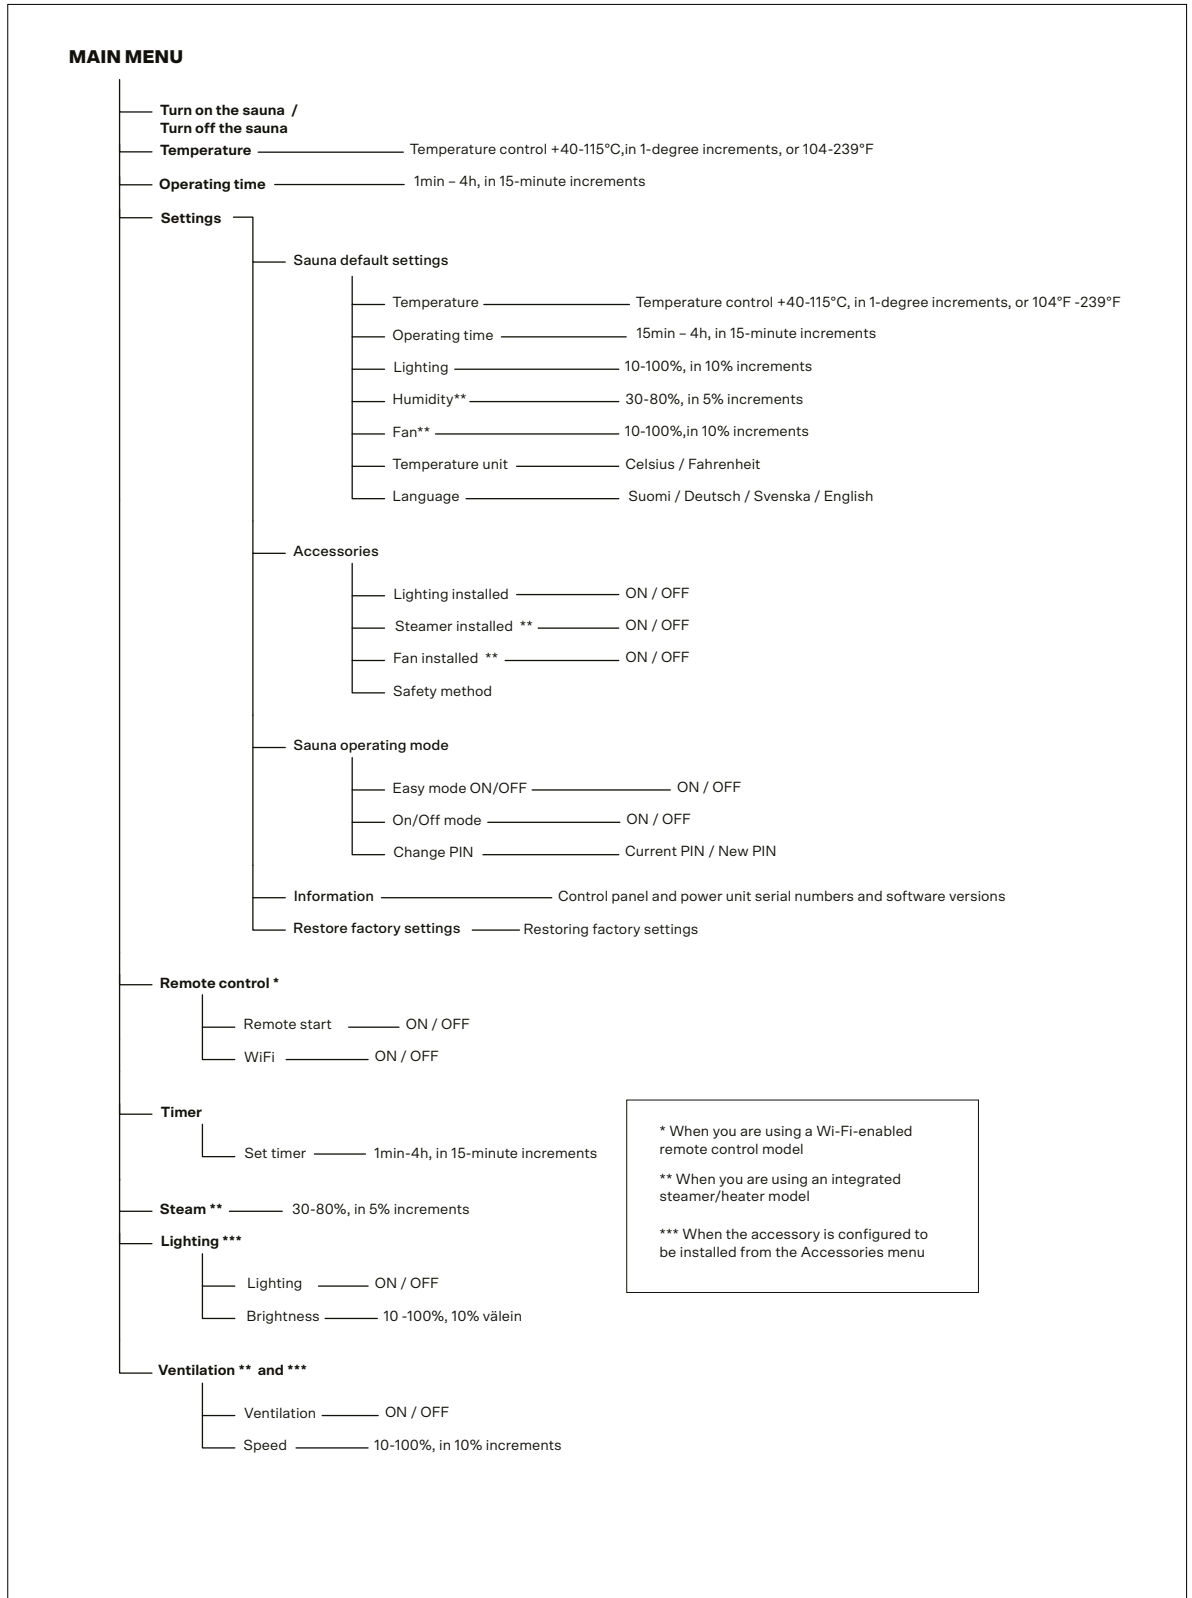 MAIN MENU
Turn on the sauna /
Turn off the sauna
Temperature Temperature control +40-115°C,in 1-degree increments, or 104-239°F
Operating time 1min – 4h, in 15-minute increments
Settings
Sauna default settings
Temperature Temperature control +40-115°C, in 1-degree increments, or 104°F -239°F
Operating time 15min – 4h, in 15-minute increments
Lighting 10-100%, in 10% increments
Humidity** 30-80%, in 5% increments
Fan** 10-100%,in 10% increments
Temperature unit Celsius / Fahrenheit
Language Suomi / Deutsch / Svenska / English
Accessories
Lighting installed ON / OFF
Steamer installed ** ON / OFF
Fan installed ** ON / OFF
Safety method
Sauna operating mode
Easy mode ON/OFF ON / OFF
On/Off mode ON / OFF
Change PIN Current PIN / New PIN
Information Control panel and power unit serial numbers and software versions
Restore factory settings Restoring factory settings
Remote control *
Remote start ON / OFF
WiFi ON / OFF
Timer
Set timer 1min-4h, in 15-minute increments
Steam ** 30-80%, in 5% increments
Lighting ***
Lighting ON / OFF
Brightness 10 -100%, 10% välein
Ventilation ** and ***
Ventilation ON / OFF
Speed 10-100%, in 10% increments
* When you are using a Wi-Fi-enabled
remote control model
** When you are using an integrated
steamer/heater model
*** When the accessory is configured to
be installed from the Accessories menu